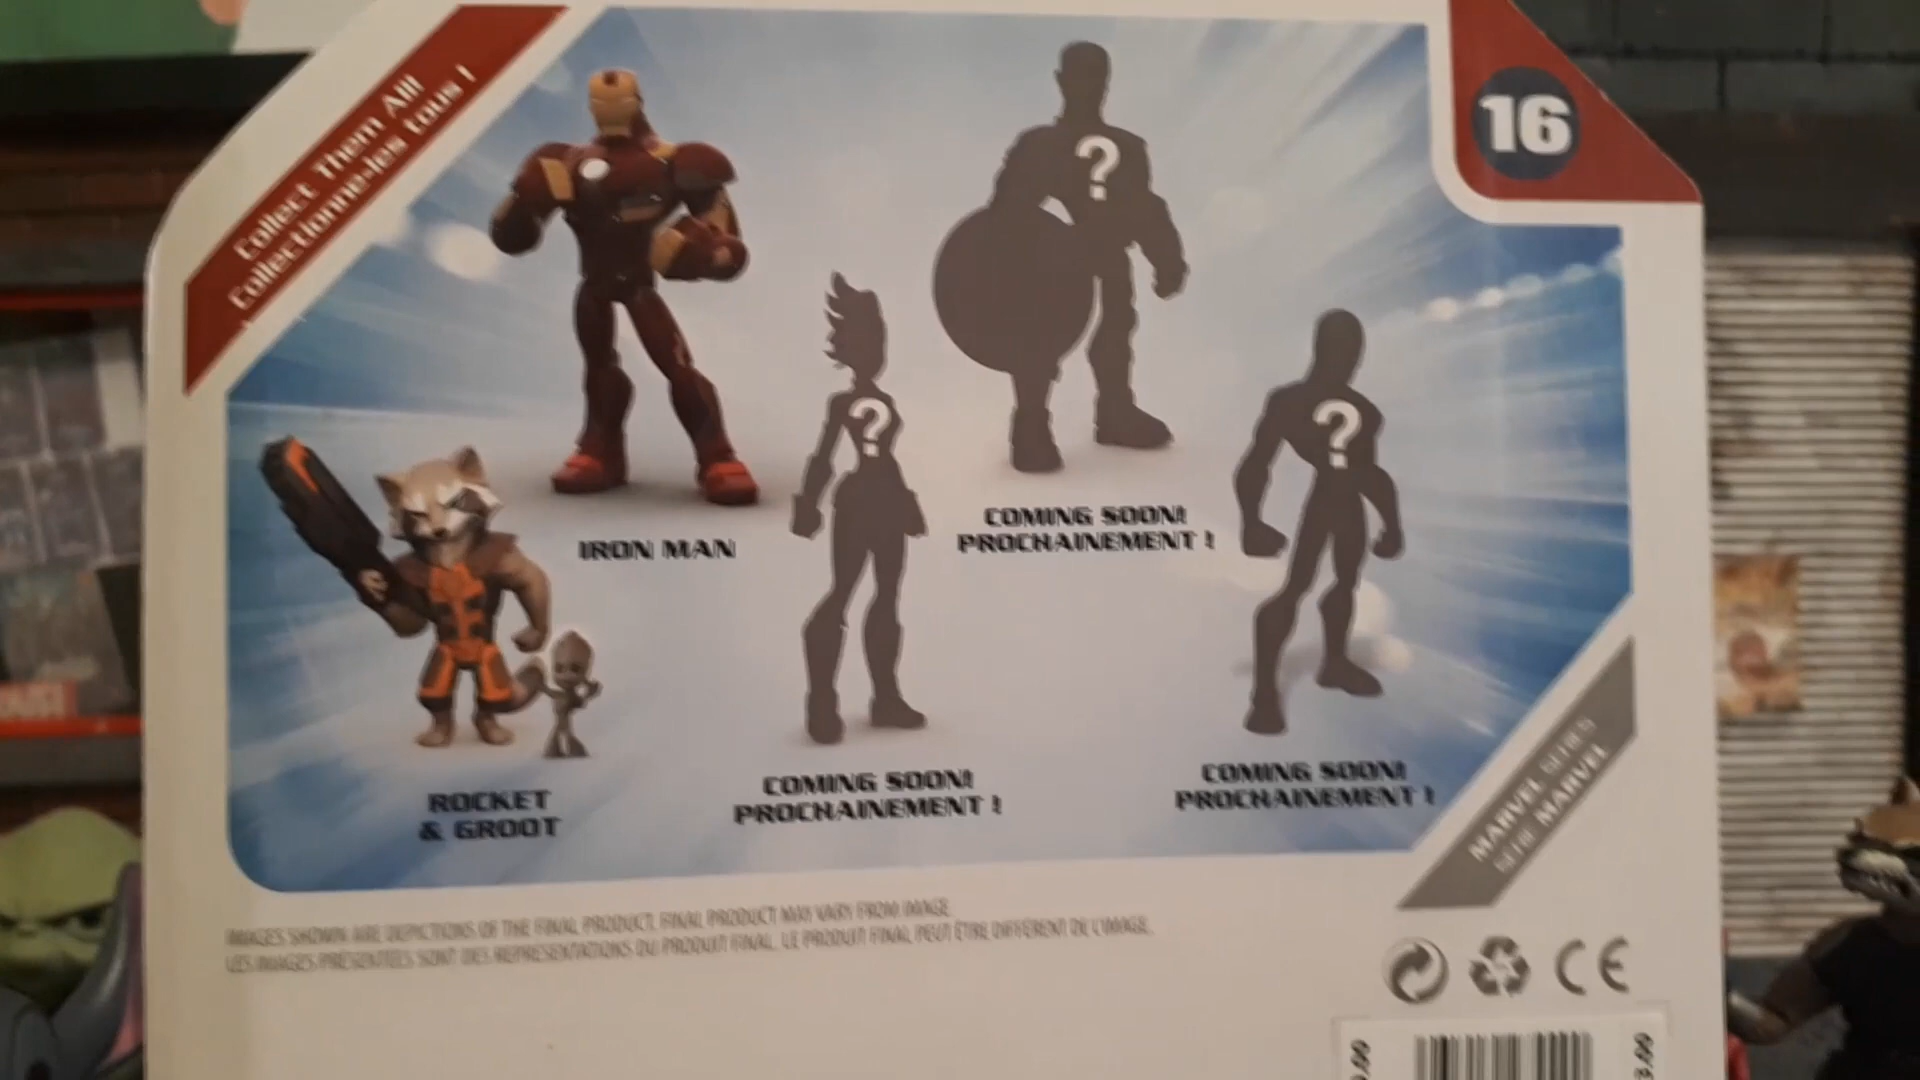 Collect Them All!
Collectionne-les tous !
16
?
?
?
IRON MAN
COMING SOON!
PROCHAINEMENT !
ROCKET
& GROOT
COMING SOON!
PROCHAINEMENT !
COMING SOON!
PROCHAINEMENT !
MARVEL SERIES
SÉRIE MARVEL
IMAGES SHOWN ARE DEPICTIONS OF THE FINAL PRODUCT. FINAL PRODUCT MAY VARY FROM IMAGE.
LES IMAGES PRÉSENTÉES SONT DES REPRÉSENTATIONS DU PRODUIT FINAL. LE PRODUIT FINAL PEUT ÊTRE DIFFÉRENT DE L'IMAGE.
CE